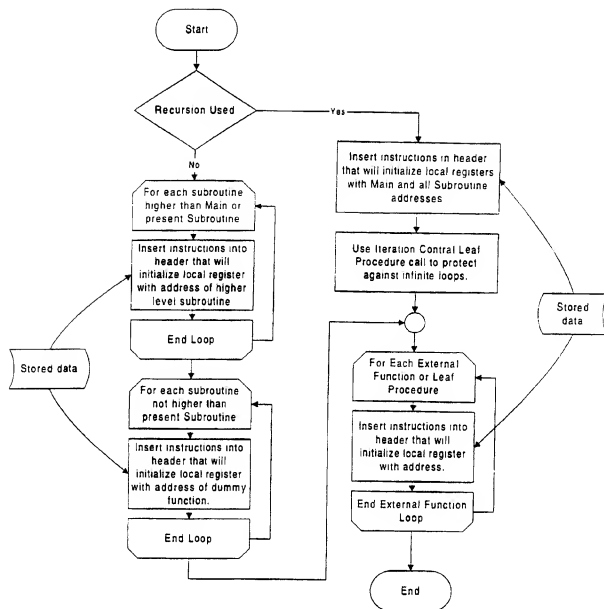 Start
Recursion Used
Yes
No
For each subroutine
higher than Main or
present Subroutine
Insert instructions into
header that will
initialize local register
with address of higher
level subroutine
End Loop
Stored data
For each subroutine
not higher than
present Subroutine
Insert instructions into
header that will
initialize local register
with address of dummy
function.
End Loop
Insert instructions in header
that will initialize local registers
with Main and all Subroutine
addresses
Use Iteration Control Leaf
Procedure call to protect
against infinite loops.
Stored
data
For Each External
Function or Leaf
Procedure
Insert instructions into
header that will
initialize local register
with address.
End External Function
Loop
End